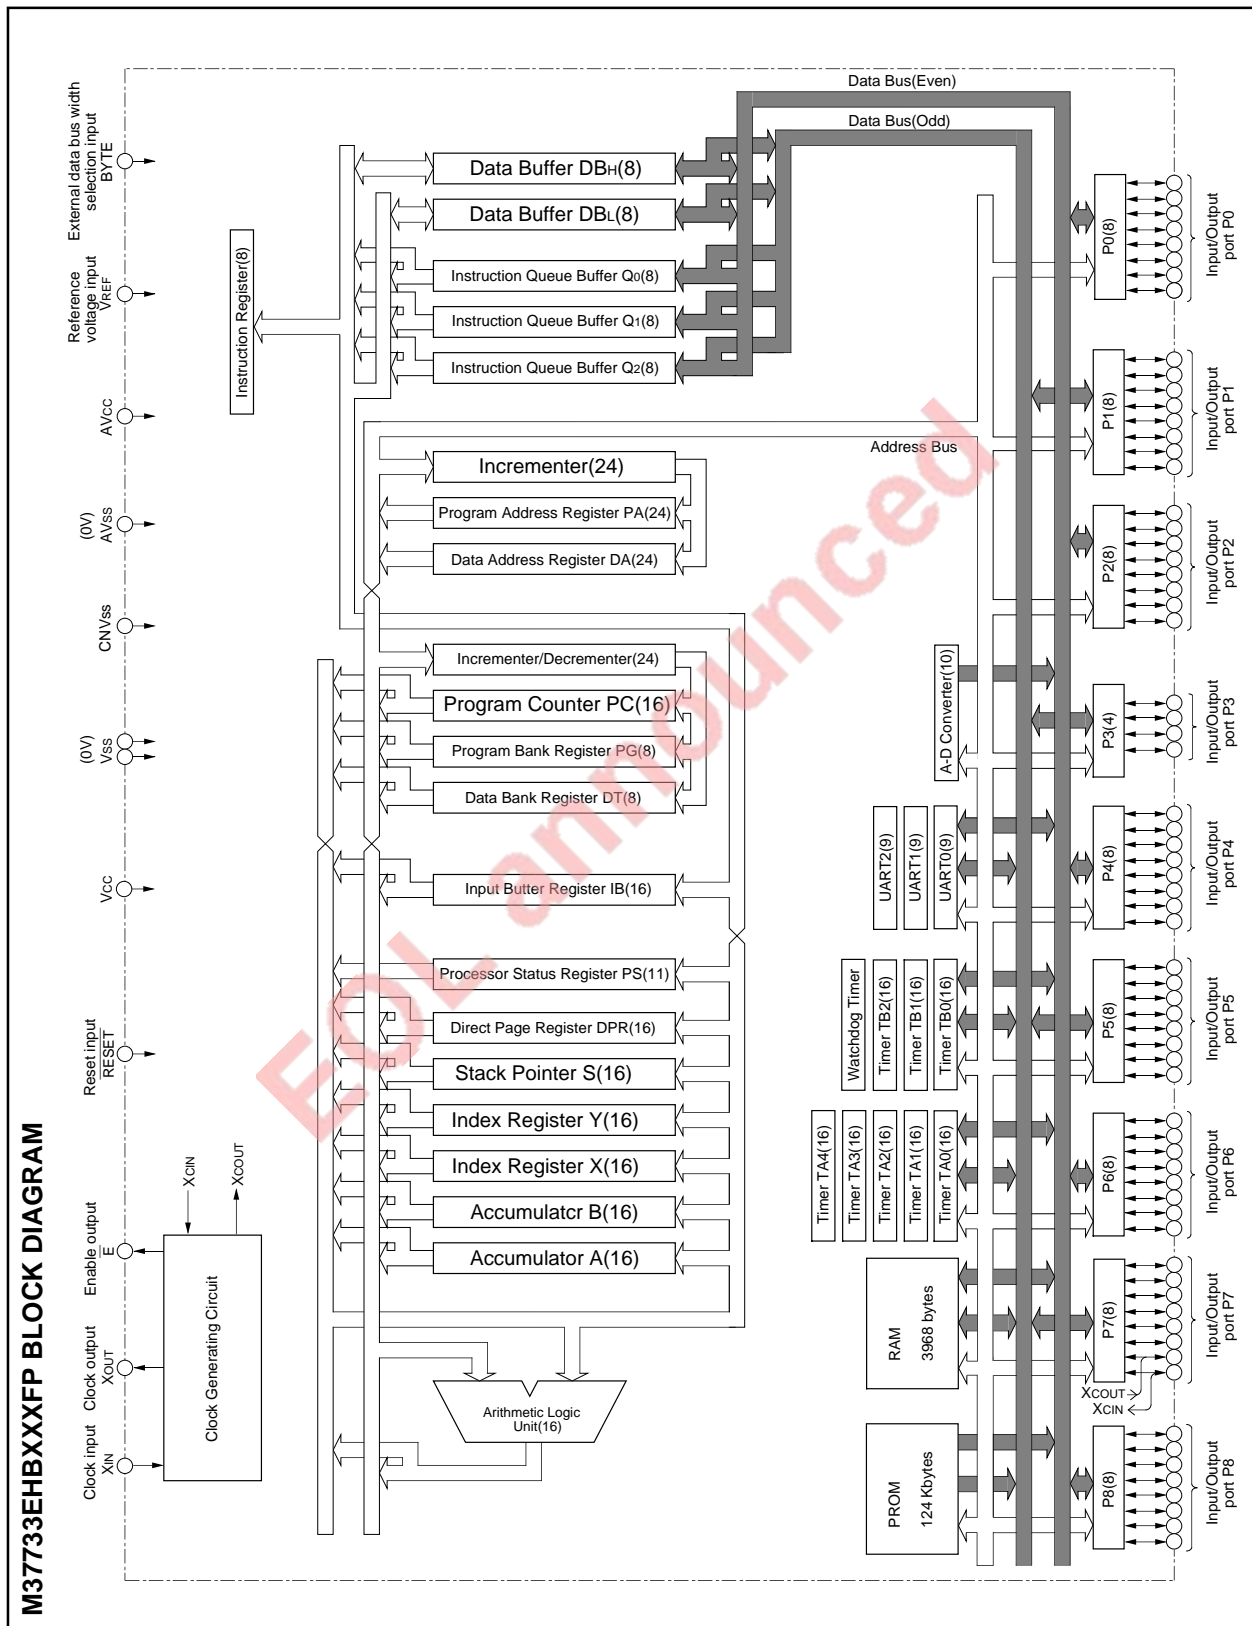 M37733EHBXXXFP BLOCK DIAGRAM
External data bus width
selection input
BYTE
Reference
voltage input
VREF
AVCC
(0V)
AVSS
CNVSS
(0V)
VSS
VCC
Reset input
RESET
Enable output
E
Clock output
XOUT
Clock input
XIN
XCIN
XCOUT
Clock Generating Circuit
Instruction Register(8)
Data Bus(Even)
Data Bus(Odd)
Data Buffer DBH(8)
Data Buffer DBL(8)
Instruction Queue Buffer Q0(8)
Instruction Queue Buffer Q1(8)
Instruction Queue Buffer Q2(8)
Address Bus
Incrementer(24)
Program Address Register PA(24)
Data Address Register DA(24)
Incrementer/Decrementer(24)
Program Counter PC(16)
Program Bank Register PG(8)
Data Bank Register DT(8)
Input Butter Register IB(16)
Processor Status Register PS(11)
Direct Page Register DPR(16)
Stack Pointer S(16)
Index Register Y(16)
Index Register X(16)
Accumulatcr B(16)
Accumulator A(16)
Arithmetic Logic
Unit(16)
A-D Converter(10)
UART2(9)
UART1(9)
UART0(9)
Watchdog Timer
Timer TB2(16)
Timer TB1(16)
Timer TB0(16)
Timer TA4(16)
Timer TA3(16)
Timer TA2(16)
Timer TA1(16)
Timer TA0(16)
RAM
3968 bytes
PROM
124 Kbytes
P0(8)
Input/Output
port P0
P1(8)
Input/Output
port P1
P2(8)
Input/Output
port P2
P3(4)
Input/Output
port P3
P4(8)
Input/Output
port P4
P5(8)
Input/Output
port P5
P6(8)
Input/Output
port P6
P7(8)
Input/Output
port P7
XCOUT
XCIN
P8(8)
Input/Output
port P8
EOL announced